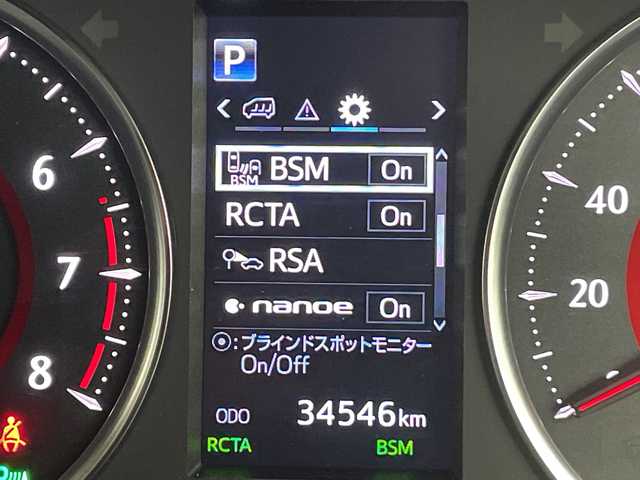 P
BSM BSM On
RCTA On
RSA
nanoe On
:ブラインドスポットモニター
On/Off
ODO 34546km
RCTA BSM
6
7
8
40
20